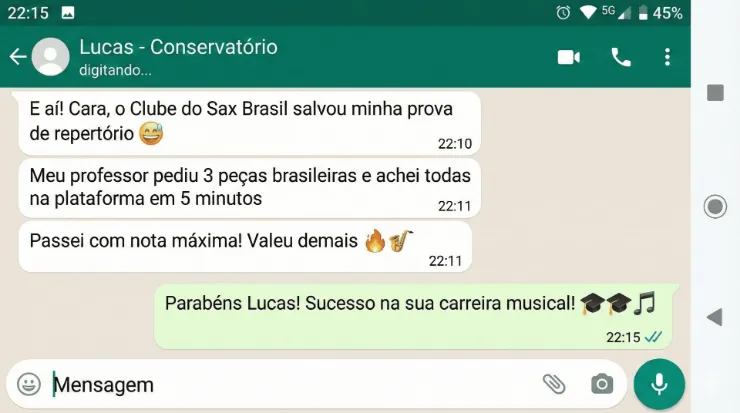 22:15
5G
45%
Lucas - Conservatório
digitando...
E aí! Cara, o Clube do Sax Brasil salvou minha prova
de repertório 😅
22:10
Meu professor pediu 3 peças brasileiras e achei todas
na plataforma em 5 minutos
22:11
Passei com nota máxima! Valeu demais 🔥🎷
22:11
Parabéns Lucas! Sucesso na sua carreira musical! 🎓🎓🎵
22:15
Mensagem